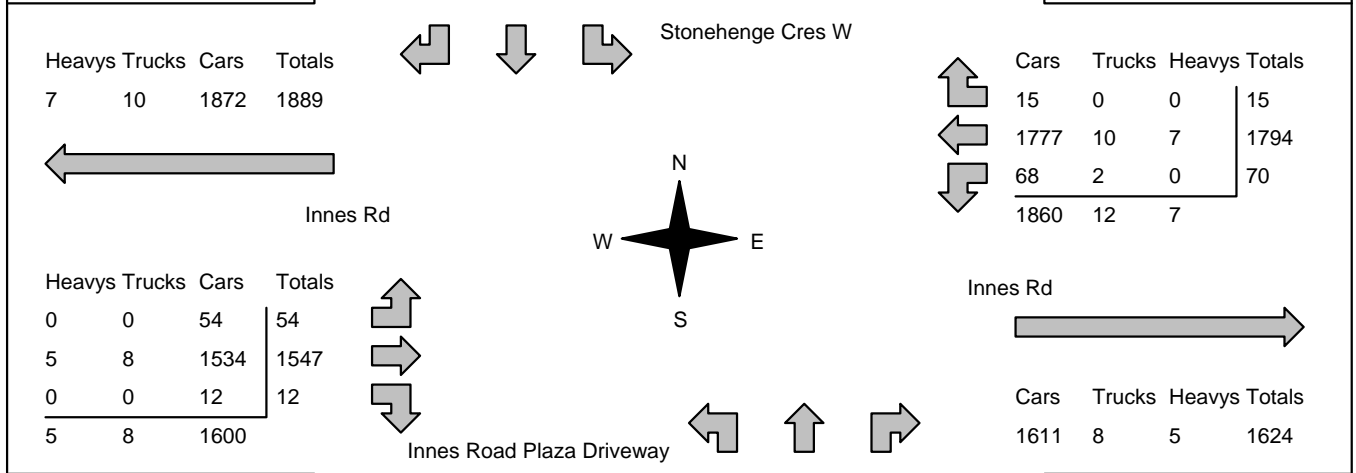 Stonehenge Cres W
Heavys Trucks Cars Totals
7 10 1872 1889
Cars Trucks Heavys Totals
15 0 0 15
1777 10 7 1794
68 2 0 70
1860 12 7
Innes Rd
N
W E
S
Heavys Trucks Cars Totals
0 0 54 54
5 8 1534 1547
0 0 12 12
5 8 1600
Innes Rd
Innes Road Plaza Driveway
Cars Trucks Heavys Totals
1611 8 5 1624